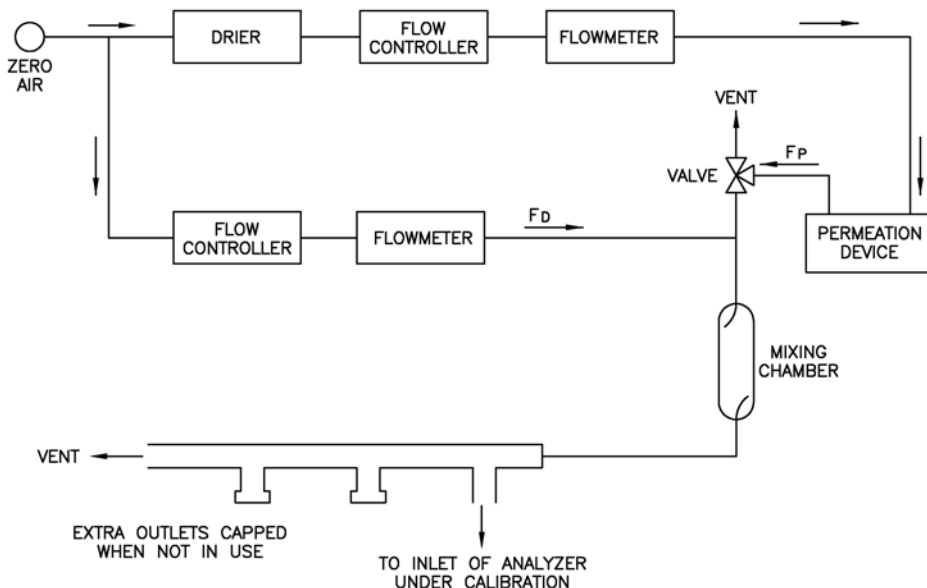 ZERO
AIR
DRIER
FLOW
CONTROLLER
FLOWMETER
VENT
VALVE
FP
PERMEATION
DEVICE
FLOW
CONTROLLER
FLOWMETER
FD
MIXING
CHAMBER
VENT
EXTRA OUTLETS CAPPED
WHEN NOT IN USE
TO INLET OF ANALYZER
UNDER CALIBRATION